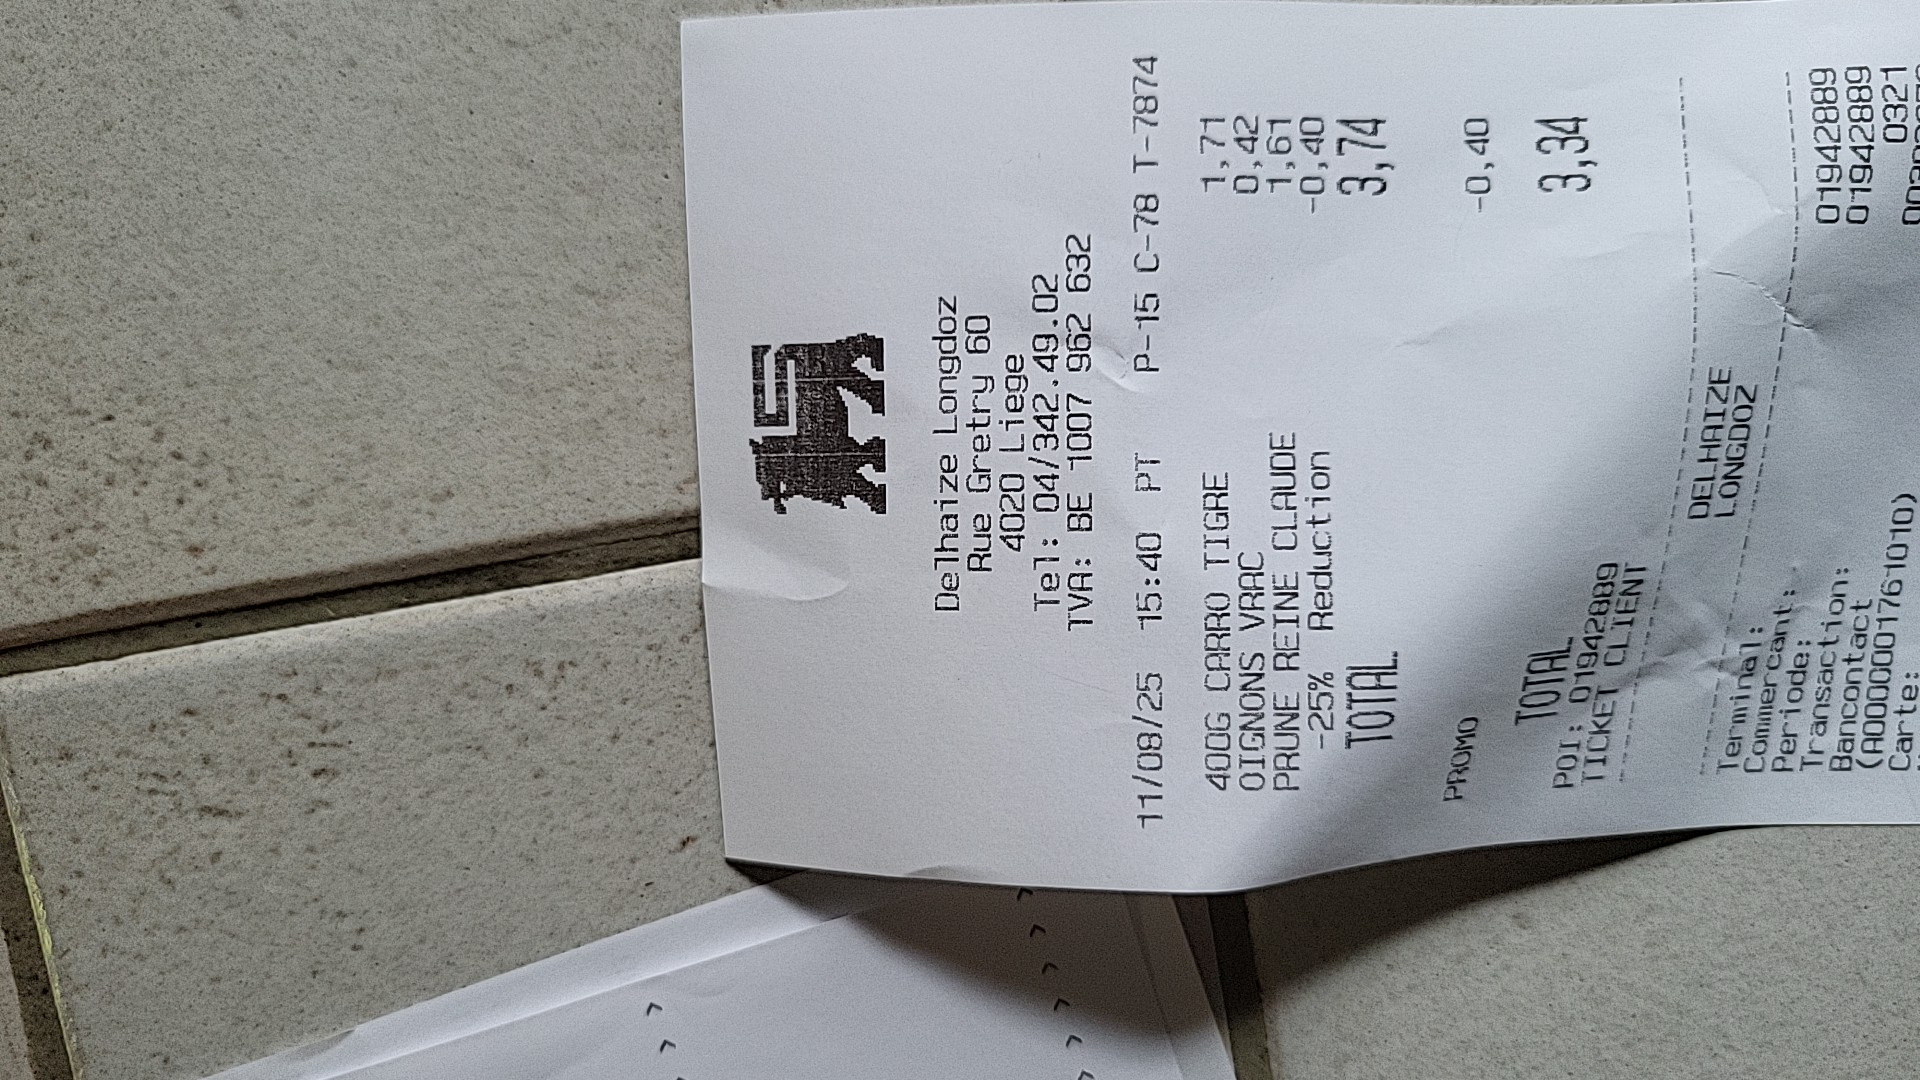 Delhaize Longdoz
Rue Gretry 60
4020 Liege
Tel: 04/342.49.02
TVA: BE 1007 962 632
11/08/25 15:40 PT P-15 C-78 T-7874
400G CARRO TIGRE 1,71
OIGNONS VRAC 0,42
PRUNE REINE CLAUDE 1,61
-25% Reduction -0,40
TOTAL 3,74
PROMO -0,40
TOTAL 3,34
POI: 01942889
TICKET CLIENT
DELHAIZE
LONGDOZ
Terminal: 01942889
Commercant: 01942889
Periode: 0321
Transaction:
Bancontact
(A0000001761010)
Carte: